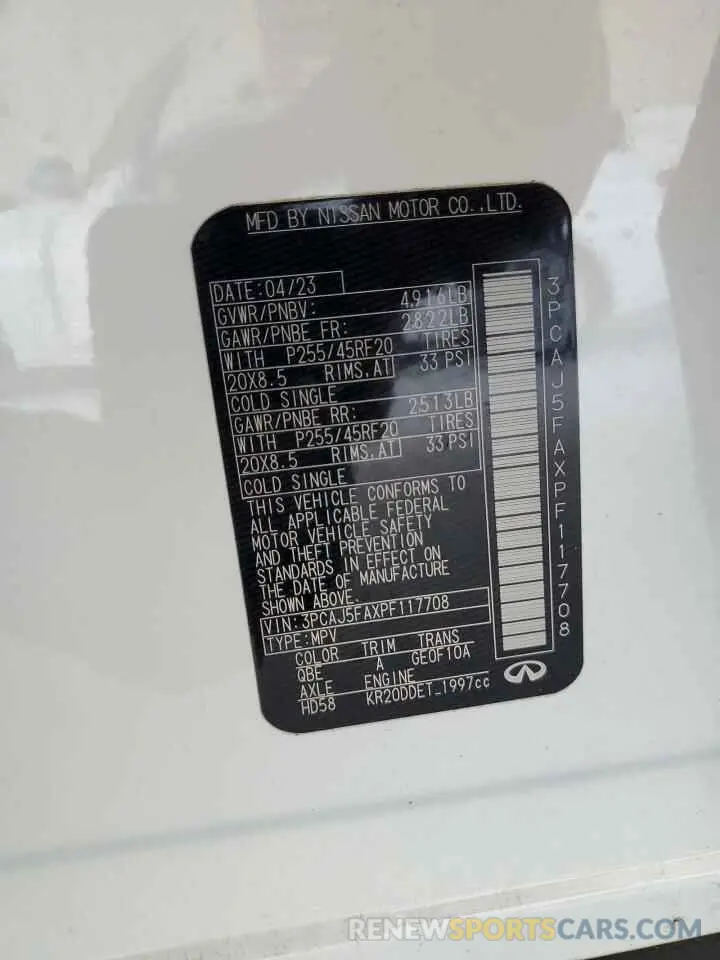 MFD BY NISSAN MOTOR CO.,LTD.
DATE:04/23
GVWR/PNBV: 4916LB
GAWR/PNBE FR: 2822LB
WITH P255/45RF20 TIRES
20X8.5 RIMS,AT 33 PSI
COLD SINGLE
GAWR/PNBE RR: 2513LB
WITH P255/45RF20 TIRES
20X8.5 RIMS,AT 33 PSI
COLD SINGLE
THIS VEHICLE CONFORMS TO
ALL APPLICABLE FEDERAL
MOTOR VEHICLE SAFETY
AND THEFT PREVENTION
STANDARDS IN EFFECT ON
THE DATE OF MANUFACTURE
SHOWN ABOVE.
VIN:3PCAJ5FAXPF117708
TYPE:MPV
COLOR TRIM TRANS
QBE A GE0F10A
AXLE ENGINE
HD58 KR20DDET_1997cc
3PCAJ5FAXPF117708
RENEWSPORTSCARS.COM